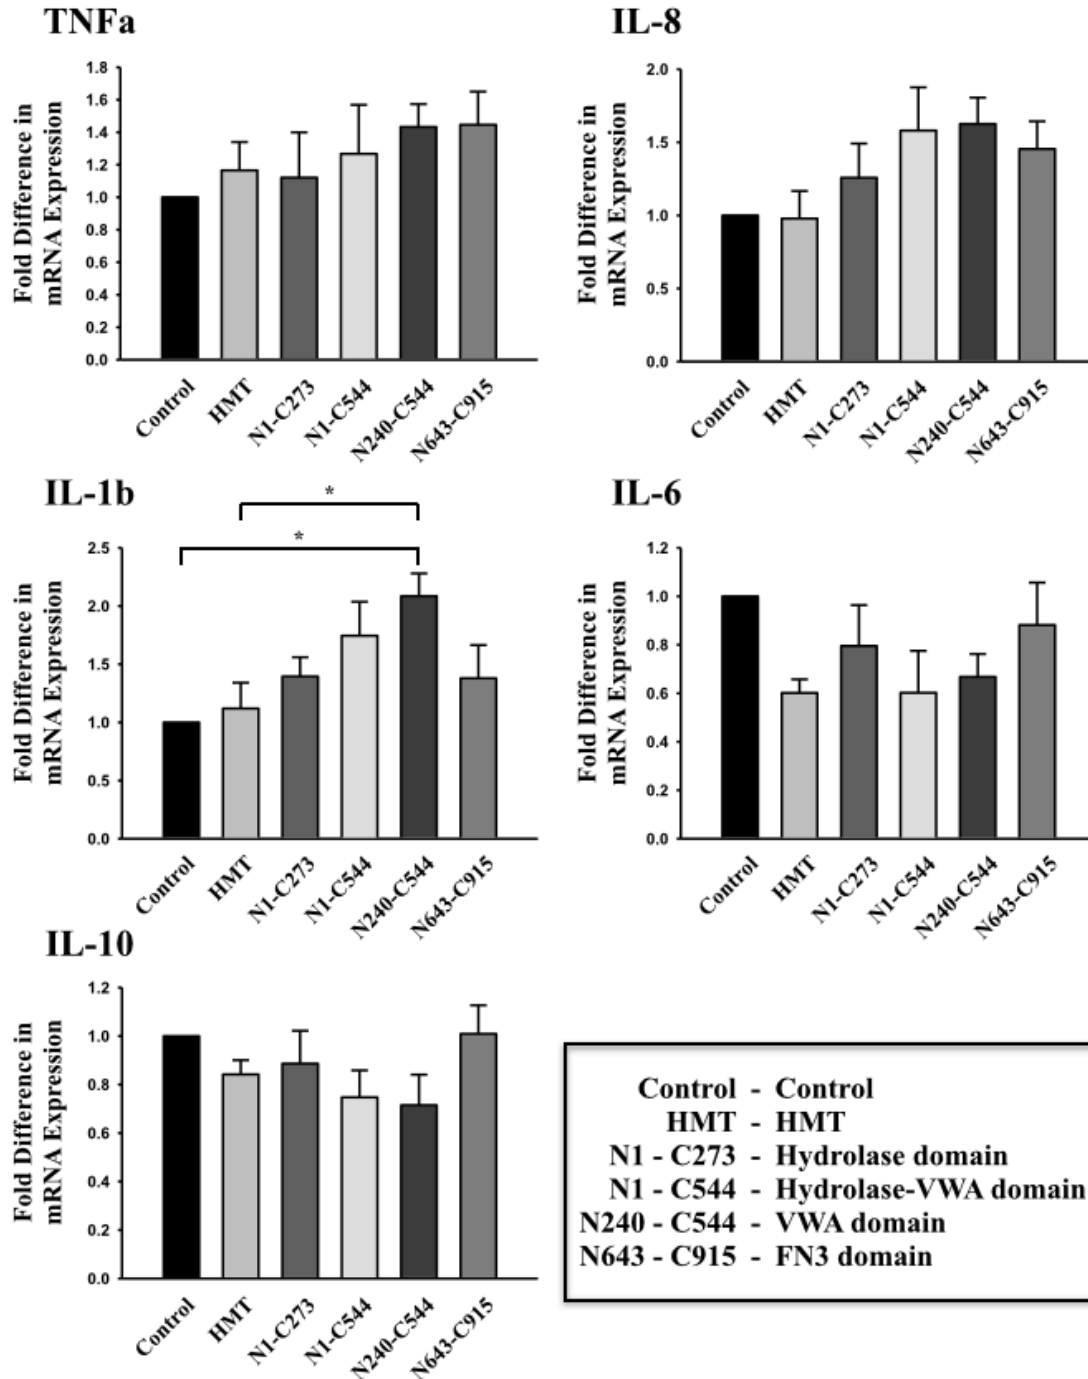 TNFa
Fold Difference in
mRNA Expression
1.8
1.6
1.4
1.2
1.0
0.8
0.6
0.4
0.2
0.0
Control
HMT
N1-C273
N1-C544
N240-C544
N643-C915
IL-8
Fold Difference in
mRNA Expression
2.0
1.5
1.0
0.5
0.0
Control
HMT
N1-C273
N1-C544
N240-C544
N643-C915
IL-1b
*
*
Fold Difference in
mRNA Expression
2.5
2.0
1.5
1.0
0.5
0.0
Control
HMT
N1-C273
N1-C544
N240-C544
N643-C915
IL-6
Fold Difference in
mRNA Expression
1.2
1.0
0.8
0.6
0.4
0.2
0.0
Control
HMT
N1-C273
N1-C544
N240-C544
N643-C915
IL-10
Fold Difference in
mRNA Expression
1.2
1.0
0.8
0.6
0.4
0.2
0.0
Control
HMT
N1-C273
N1-C544
N240-C544
N643-C915
Control - Control
HMT - HMT
N1 - C273 - Hydrolase domain
N1 - C544 - Hydrolase-VWA domain
N240 - C544 - VWA domain
N643 - C915 - FN3 domain